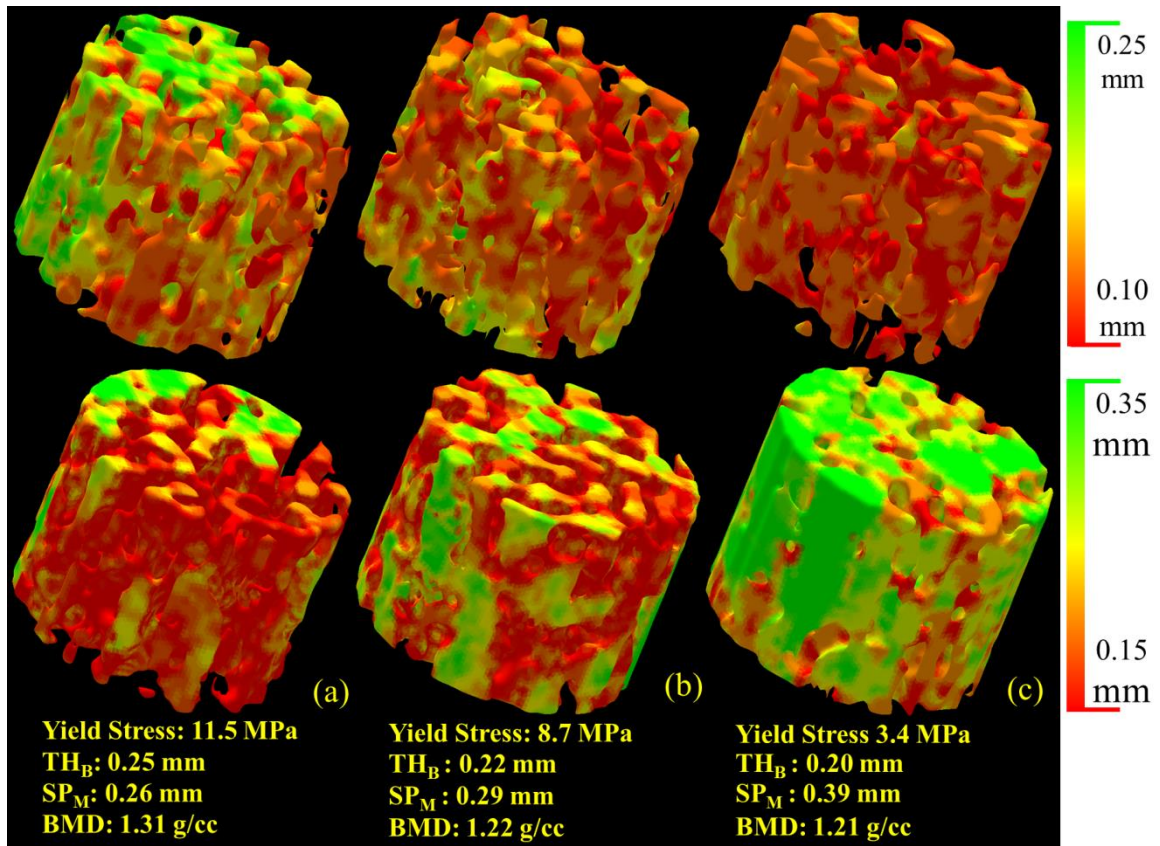 0.25
mm
0.10
mm
0.35
mm
0.15
mm
(a)
(b)
(c)
Yield Stress: 11.5 MPa
TH_B : 0.25 mm
SP_M: 0.26 mm
BMD: 1.31 g/cc
Yield Stress: 8.7 MPa
TH_B : 0.22 mm
SP_M: 0.29 mm
BMD: 1.22 g/cc
Yield Stress 3.4 MPa
TH_B : 0.20 mm
SP_M: 0.39 mm
BMD: 1.21 g/cc